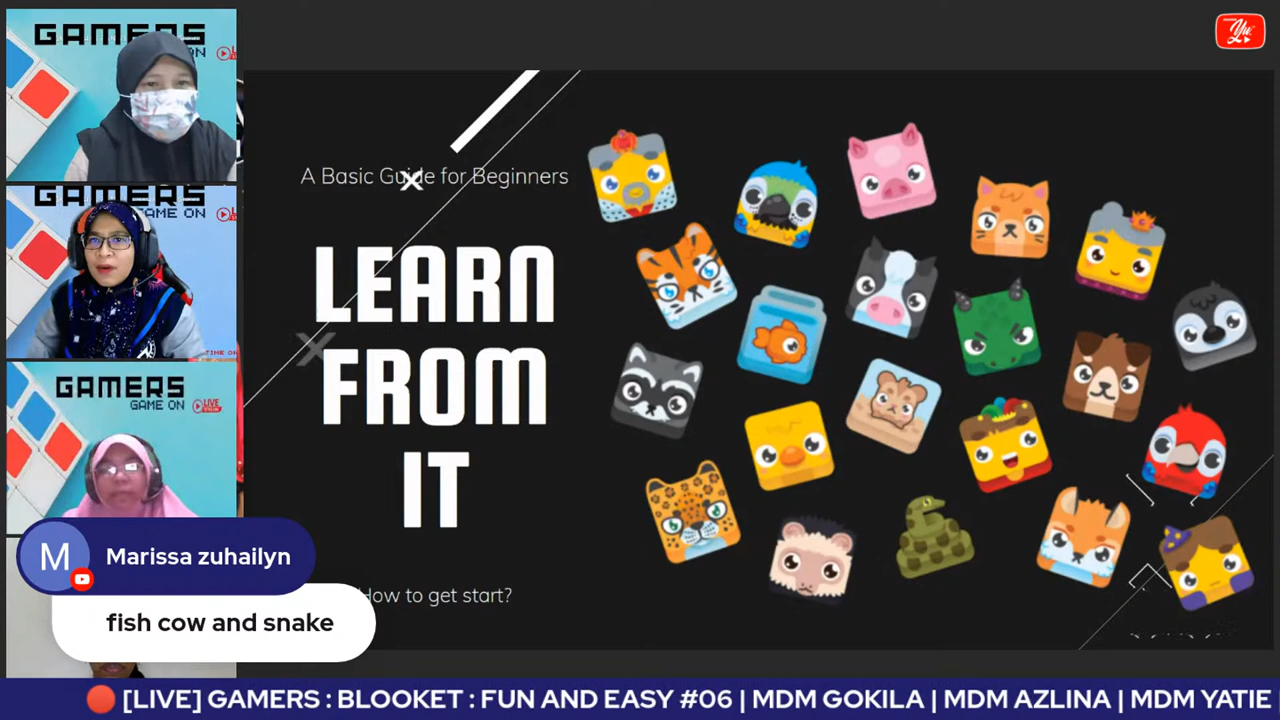 GAMERS
ON
GAMERS
GAME ON
TIME ON
GAMERS
GAME ON
LIVE
A Basic Guide for Beginners
LEARN
FROM
IT
How to get start?
M
Marissa zuhailyn
fish cow and snake
[LIVE] GAMERS : BLOOKET : FUN AND EASY #06 | MDM GOKILA | MDM AZLINA | MDM YATIE